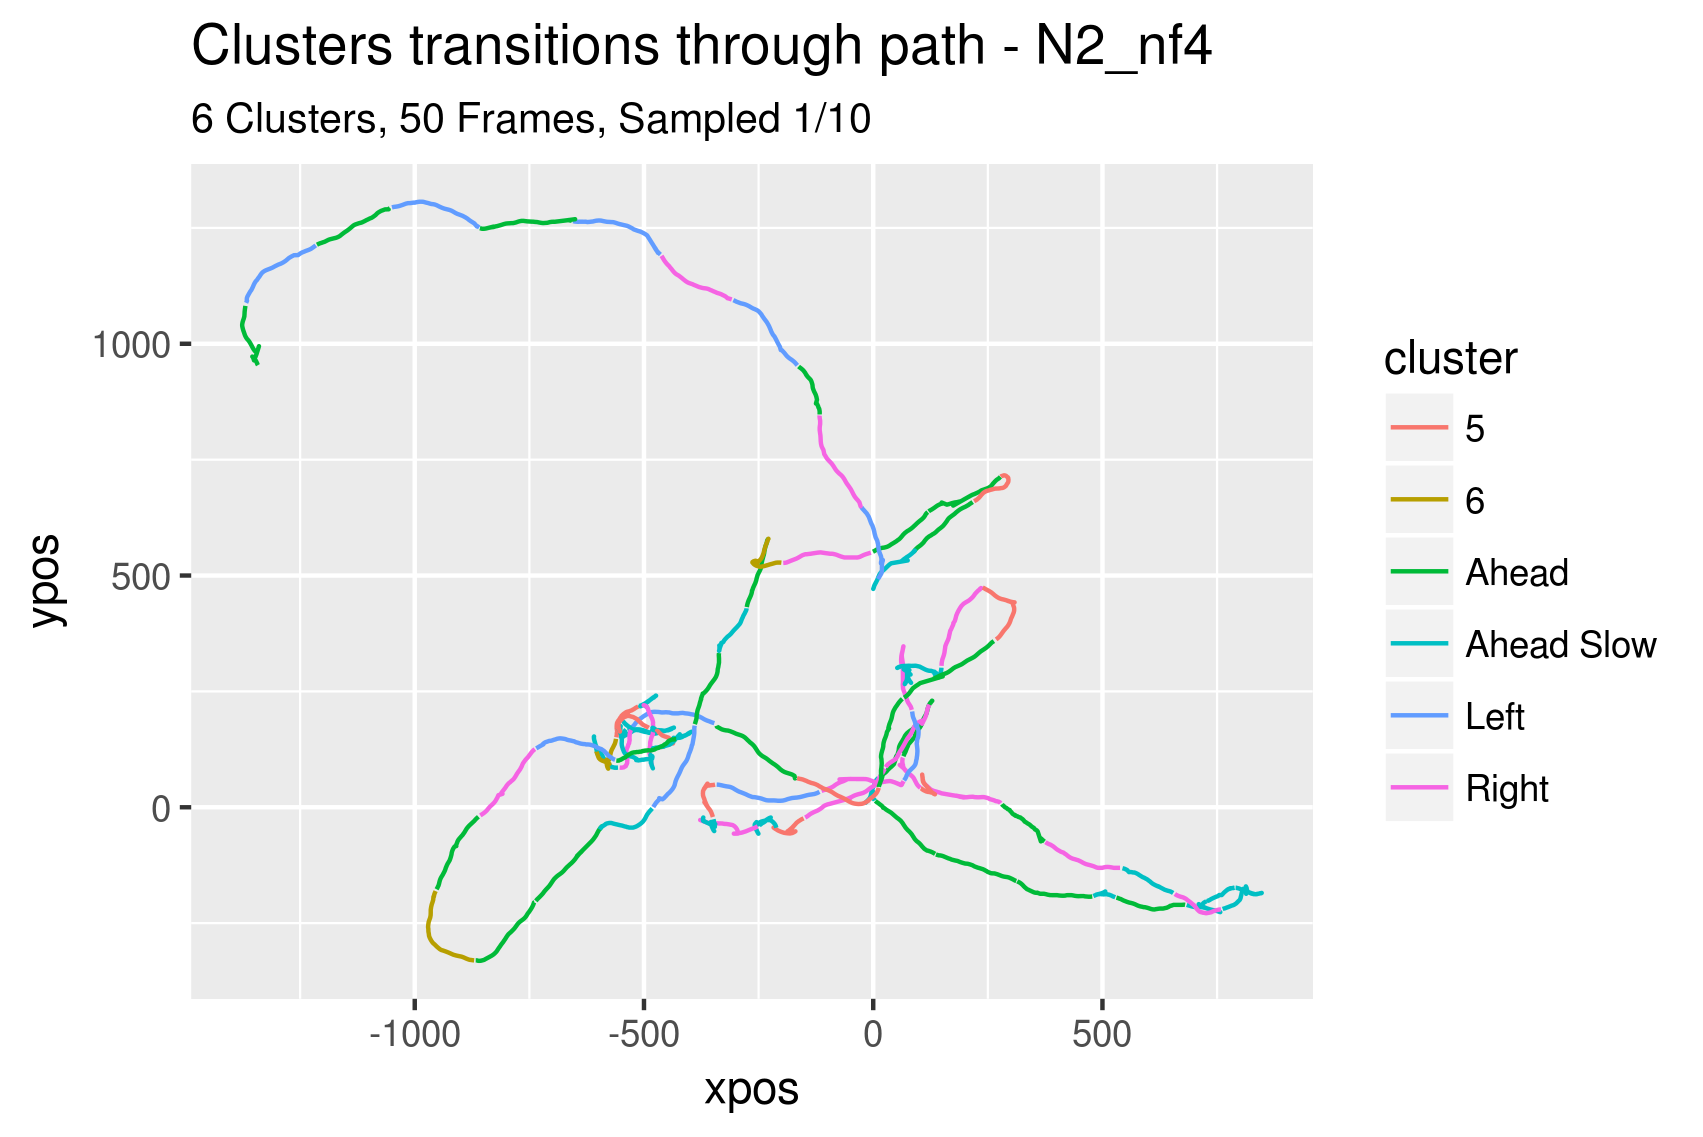 Clusters transitions through path - N2_nf4
6 Clusters, 50 Frames, Sampled 1/10
ypos
1000
500
0
-1000
-500
0
500
xpos
cluster
5
6
Ahead
Ahead Slow
Left
Right